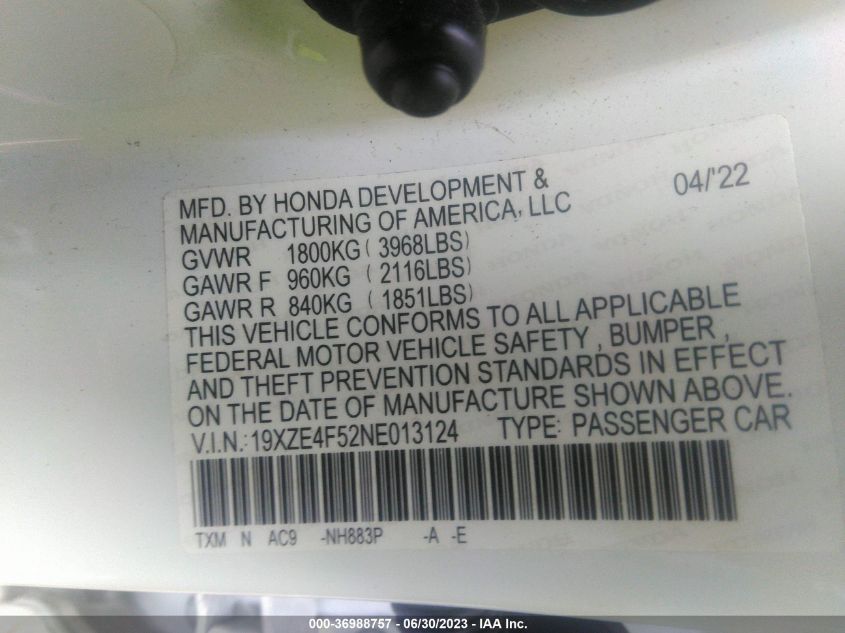 MFD. BY HONDA DEVELOPMENT & 04/'22
MANUFACTURING OF AMERICA, LLC
GVWR 1800KG ( 3968LBS)
GAWR F 960KG ( 2116LBS)
GAWR R 840KG ( 1851LBS)
THIS VEHICLE CONFORMS TO ALL APPLICABLE
FEDERAL MOTOR VEHICLE SAFETY , BUMPER ,
AND THEFT PREVENTION STANDARDS IN EFFECT
ON THE DATE OF MANUFACTURE SHOWN ABOVE.
V.I.N.: 19XZE4F52NE013124 TYPE: PASSENGER CAR
TXM N AC9 -NH883P -A -E
000-36988757 - 06/30/2023 - IAA Inc.